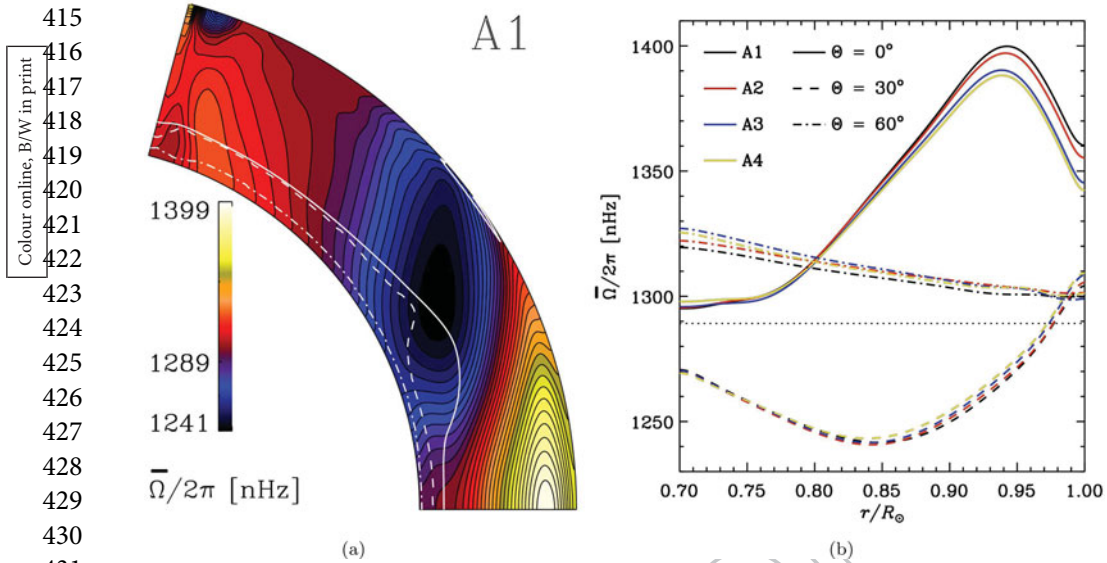 415
416
417
418
419
420
421
422
423
424
425
426
427
428
429
430
Colour online, B/W in print
A1
1399
1289
1241
Ω̅/2π [nHz]
(a)
1400
1350
1300
1250
Ω̅/2π [nHz]
A1
A2
A3
A4
Θ = 0°
Θ = 30°
Θ = 60°
0.70 0.75 0.80 0.85 0.90 0.95 1.00
r/R☉
(b)